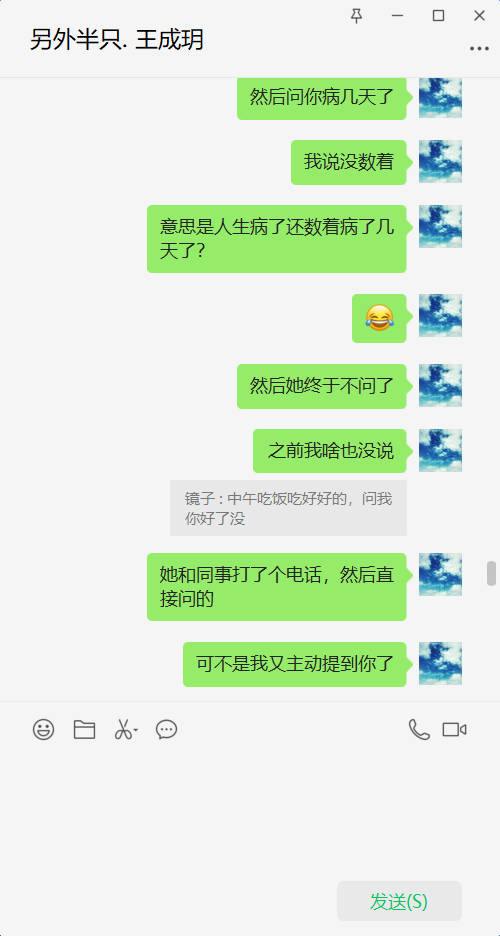 另外半只. 王成玥
然后问你病几天了
我说没数着
意思是人生病了还数着病了几
天了?
😂
然后她终于不问了
之前我啥也没说
镜子 : 中午吃饭吃好好的，问我
你好了没
她和同事打了个电话，然后直
接问的
可不是我又主动提到你了
发送(S)